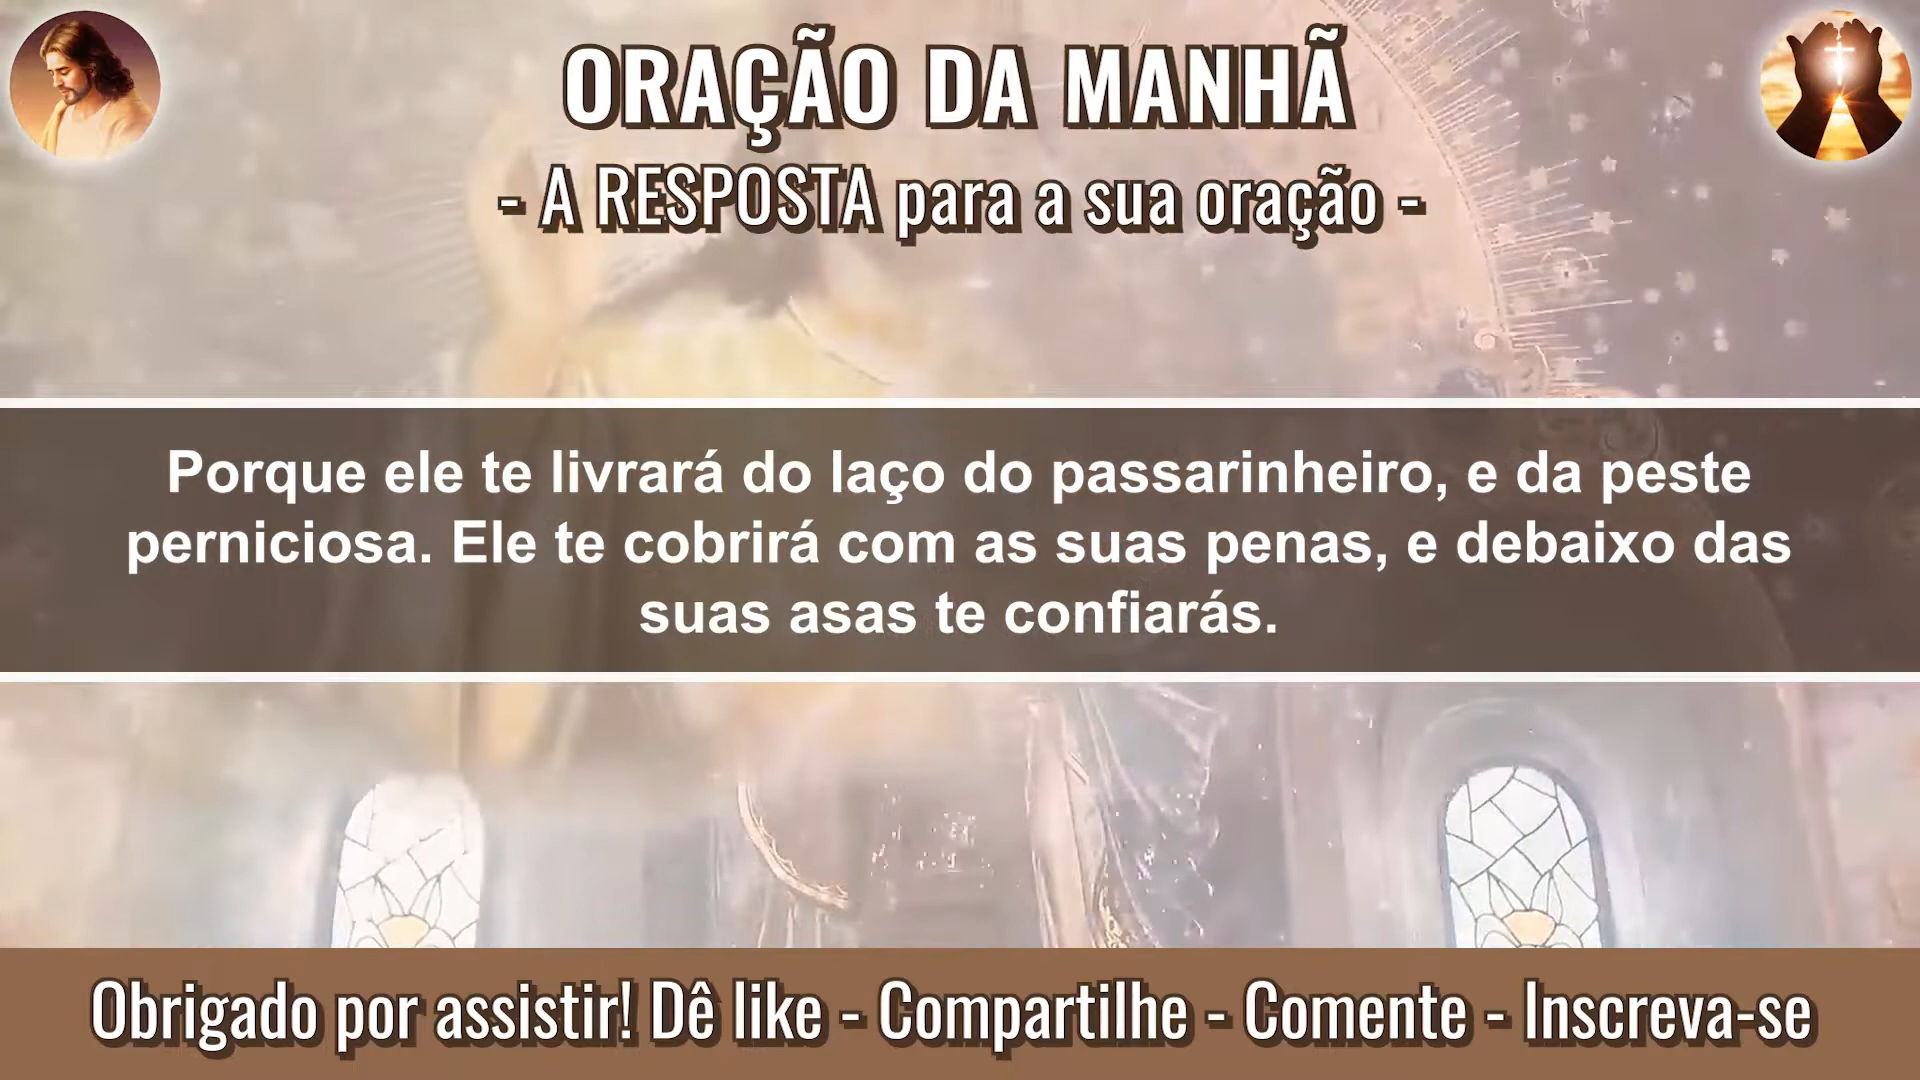 ORAÇÃO DA MANHÃ
- A RESPOSTA para a sua oração -
Porque ele te livrará do laço do passarinheiro, e da peste
perniciosa. Ele te cobrirá com as suas penas, e debaixo das
suas asas te confiarás.
Obrigado por assistir! Dê like - Compartilhe - Comente - Inscreva-se